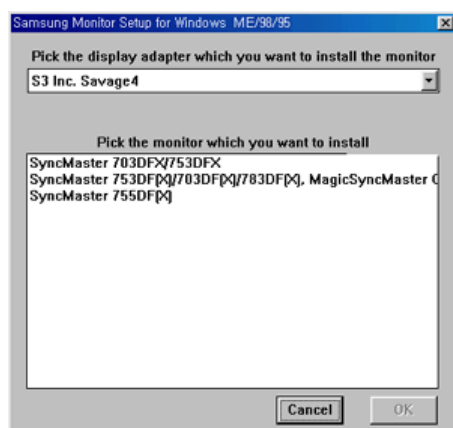 Samsung Monitor Setup for Windows ME/98/95
Pick the display adapter which you want to install the monitor
S3 Inc. Savage4
Pick the monitor which you want to install
SyncMaster 703DFX/753DFX
SyncMaster 753DF[X]/703DF[X]/783DF[X], MagicSyncMaster C
SyncMaster 755DF[X]
Cancel OK